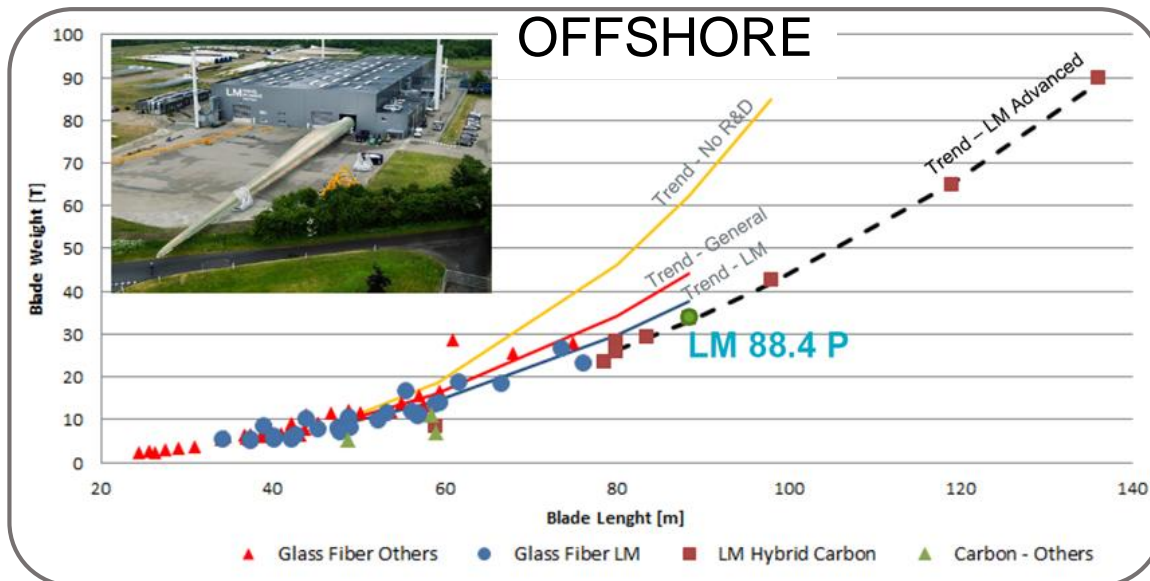 OFFSHORE
100
90
80
70
60
50
40
30
20
10
0
Blade Weight [T]
LM
Trend - No R&D
Trend - General
Trend - LM
Trend – LM Advanced
LM 88.4 P
20 40 60 80 100 120 140
Blade Lenght [m]
Glass Fiber Others Glass Fiber LM LM Hybrid Carbon Carbon - Others